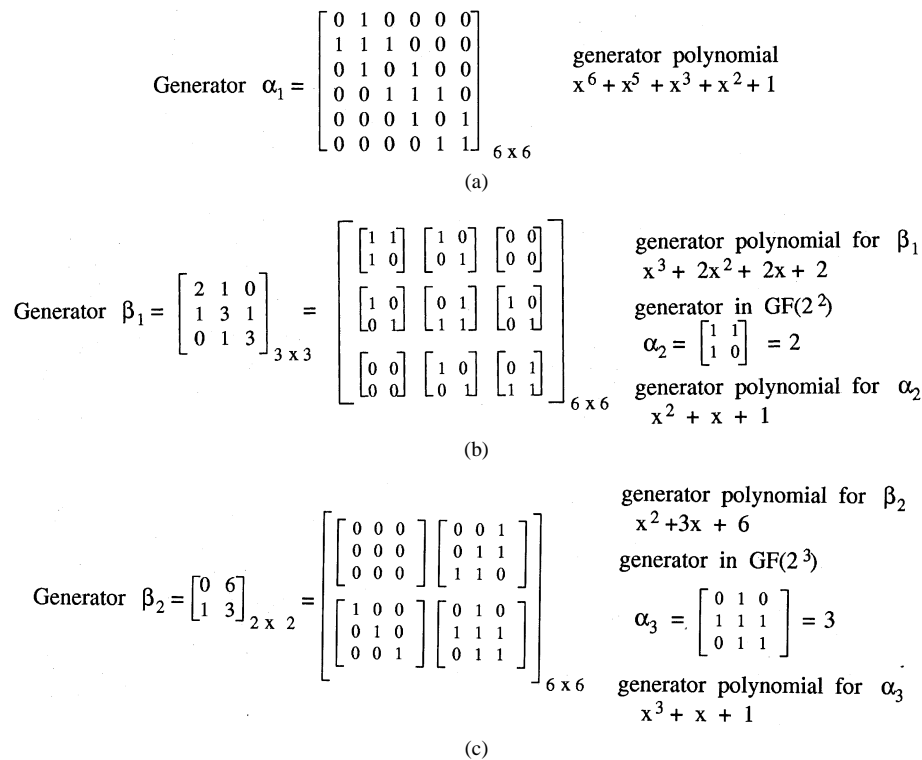 Generator α₁ = [ 0 1 0 0 0 0
1 1 1 0 0 0
0 1 0 1 0 0
0 0 1 1 1 0
0 0 0 1 0 1
0 0 0 0 1 1 ] 6 x 6
generator polynomial
x⁶ + x⁵ + x³ + x² + 1
(a)
Generator β₁ = [ 2 1 0
1 3 1
0 1 3 ] 3 x 3 =
[ [1 1 [1 0 [0 0
1 0] 0 1] 0 0]
[1 0 [0 1 [1 0
0 1] 1 1] 0 1]
[0 0 [1 0 [0 1
0 0] 0 1] 1 1] ] 6 x 6
generator polynomial for β₁
x³ + 2x² + 2x + 2
generator in GF(2²)
α₂ = [ 1 1
1 0 ] = 2
generator polynomial for α₂
x² + x + 1
(b)
Generator β₂ = [ 0 6
1 3 ] 2 x 2 =
[ [ 0 0 0 ] [ 0 0 1 ]
0 0 0 0 1 1
0 0 0 1 1 0
[ 1 0 0 ] [ 0 1 0 ]
0 1 0 1 1 1
0 0 1 0 1 1 ] 6 x 6
generator polynomial for β₂
x² +3x + 6
generator in GF(2³)
α₃ = [ 0 1 0
1 1 1
0 1 1 ] = 3
generator polynomial for α₃
x³ + x + 1
(c)